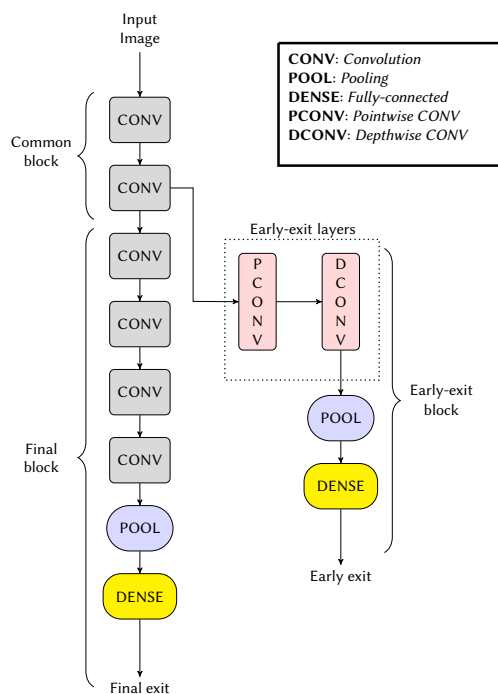 Input
Image
CONV: Convolution
POOL: Pooling
DENSE: Fully-connected
PCONV: Pointwise CONV
DCONV: Depthwise CONV
Common
block
CONV
CONV
CONV
CONV
CONV
CONV
POOL
DENSE
Final
block
Final exit
Early-exit layers
P
C
O
N
V
D
C
O
N
V
POOL
DENSE
Early exit
Early-exit
block